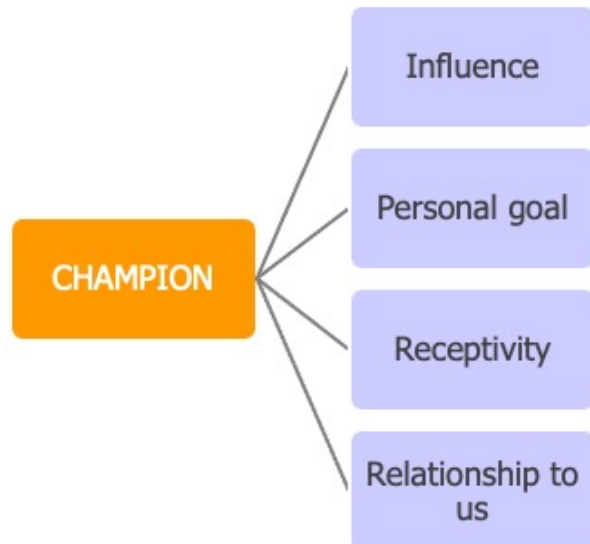 Influence
Personal goal
CHAMPION
Receptivity
Relationship to
us